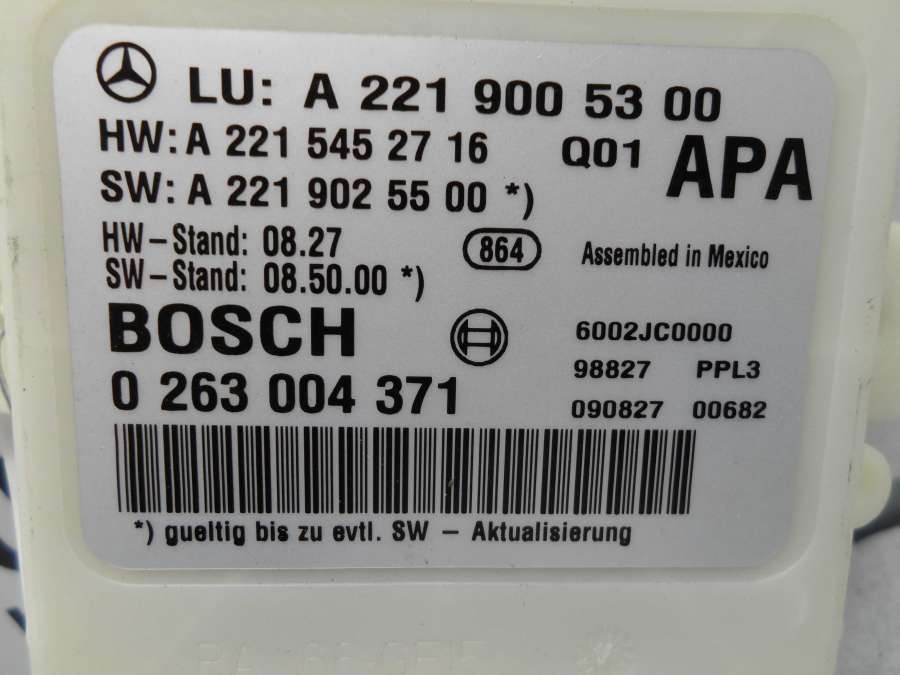 LU: A 221 900 53 00
HW: A 221 545 27 16 Q01 APA
SW: A 221 902 55 00 *)
HW-Stand: 08.27 864 Assembled in Mexico
SW-Stand: 08.50.00 *)
BOSCH 6002JC0000
98827 PPL3
0 263 004 371 090827 00682
*) gueltig bis zu evtl. SW - Aktualisierung